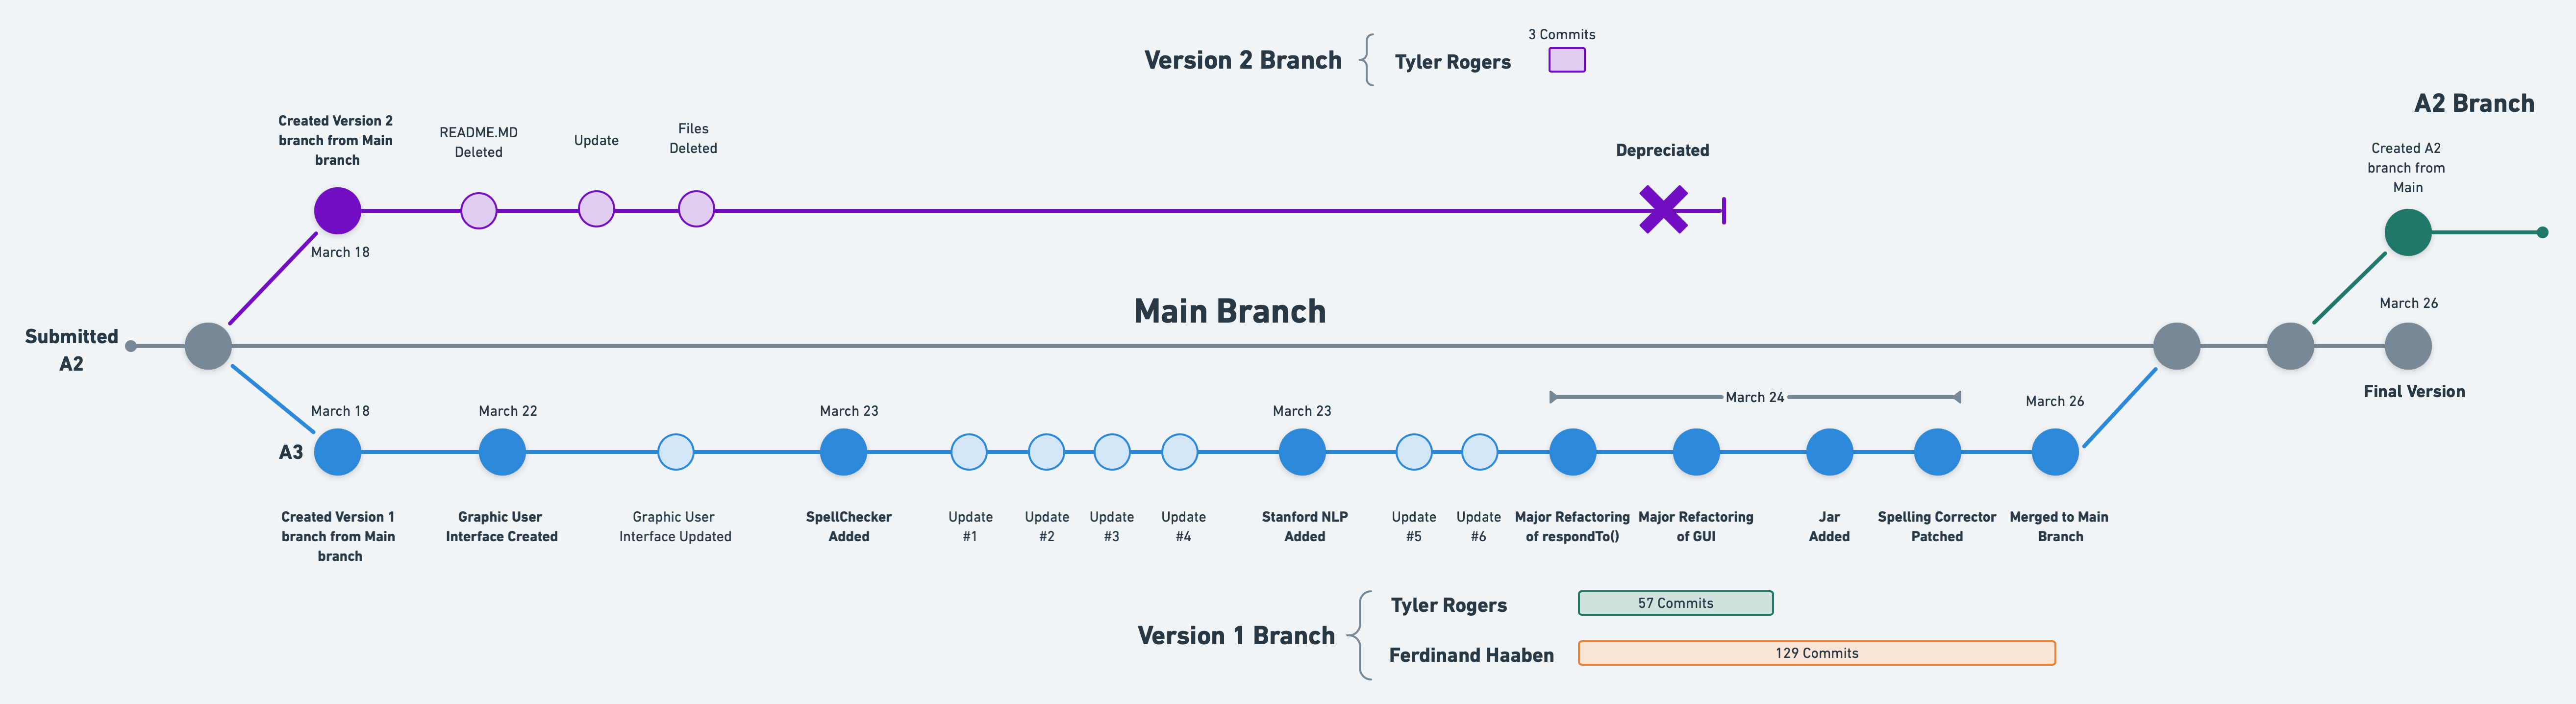 3 Commits
Version 2 Branch
Tyler Rogers
A2 Branch
Created Version 2
branch from Main
branch
README.MD
Deleted
Update
Files
Deleted
Depreciated
Created A2
branch from
Main
March 18
Main Branch
March 26
Submitted
A2
Final Version
March 18
March 22
March 23
March 23
March 24
March 26
A3
Created Version 1
branch from Main
branch
Graphic User
Interface Created
Graphic User
Interface Updated
SpellChecker
Added
Update
#1
Update
#2
Update
#3
Update
#4
Stanford NLP
Added
Update
#5
Update
#6
Major Refactoring
of respondTo()
Major Refactoring
of GUI
Jar
Added
Spelling Corrector
Patched
Merged to Main
Branch
Version 1 Branch
Tyler Rogers
57 Commits
Ferdinand Haaben
129 Commits